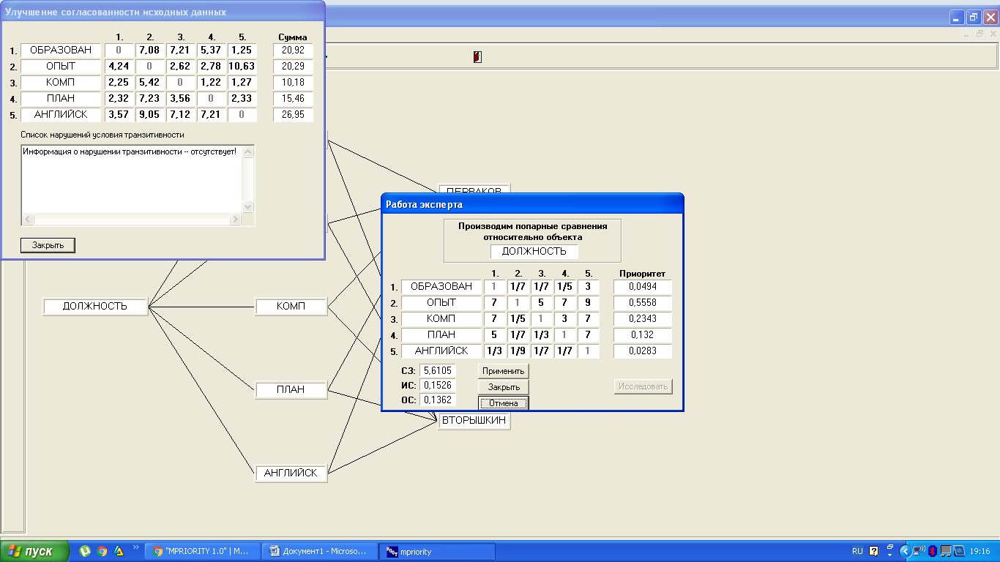 Улучшение согласованности исходных данных
1. 2. 3. 4. 5. Сумма
1. ОБРАЗОВАН 0 7,08 7,21 5,37 1,25 20,92
2. ОПЫТ 4,24 0 2,62 2,78 10,63 20,29
3. КОМП 2,25 5,42 0 1,22 1,27 10,18
4. ПЛАН 2,32 7,23 3,56 0 2,33 15,46
5. АНГЛИЙСК 3,57 9,05 7,12 7,21 0 26,95
Список нарушений условия транзитивности
Информация о нарушении транзитивности -- отсутствует!
Закрыть
ПЕРВАКОВ
Работа эксперта
Производим попарные сравнения
относительно объекта
ДОЛЖНОСТЬ
1. 2. 3. 4. 5. Приоритет
1. ОБРАЗОВАН 1 1/7 1/7 1/5 3 0,0494
2. ОПЫТ 7 1 5 7 9 0,5558
3. КОМП 7 1/5 1 3 7 0,2343
4. ПЛАН 5 1/7 1/3 1 7 0,132
5. АНГЛИЙСК 1/3 1/9 1/7 1/7 1 0,0283
СЗ: 5,6105 Применить
ИС: 0,1526 Закрыть Исследовать
ОС: 0,1362 Отмена
ДОЛЖНОСТЬ
КОМП
ПЛАН
ВТОРЫШКИН
АНГЛИЙСК
пуск "MPRIORITY 1.0" | М... Документ1 - Microso... mpriority RU 19:16